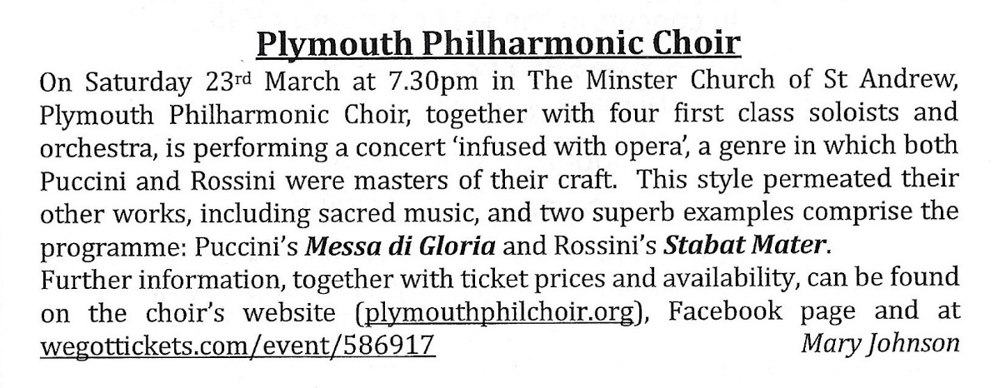 Plymouth Philharmonic Choir
On Saturday 23rd March at 7.30pm in The Minster Church of St Andrew,
Plymouth Philharmonic Choir, together with four first class soloists and
orchestra, is performing a concert ‘infused with opera’, a genre in which both
Puccini and Rossini were masters of their craft.  This style permeated their
other works, including sacred music, and two superb examples comprise the
programme: Puccini’s Messa di Gloria and Rossini’s Stabat Mater.
Further information, together with ticket prices and availability, can be found
on the choir’s website (plymouthphilchoir.org), Facebook page and at
wegottickets.com/event/586917 Mary Johnson